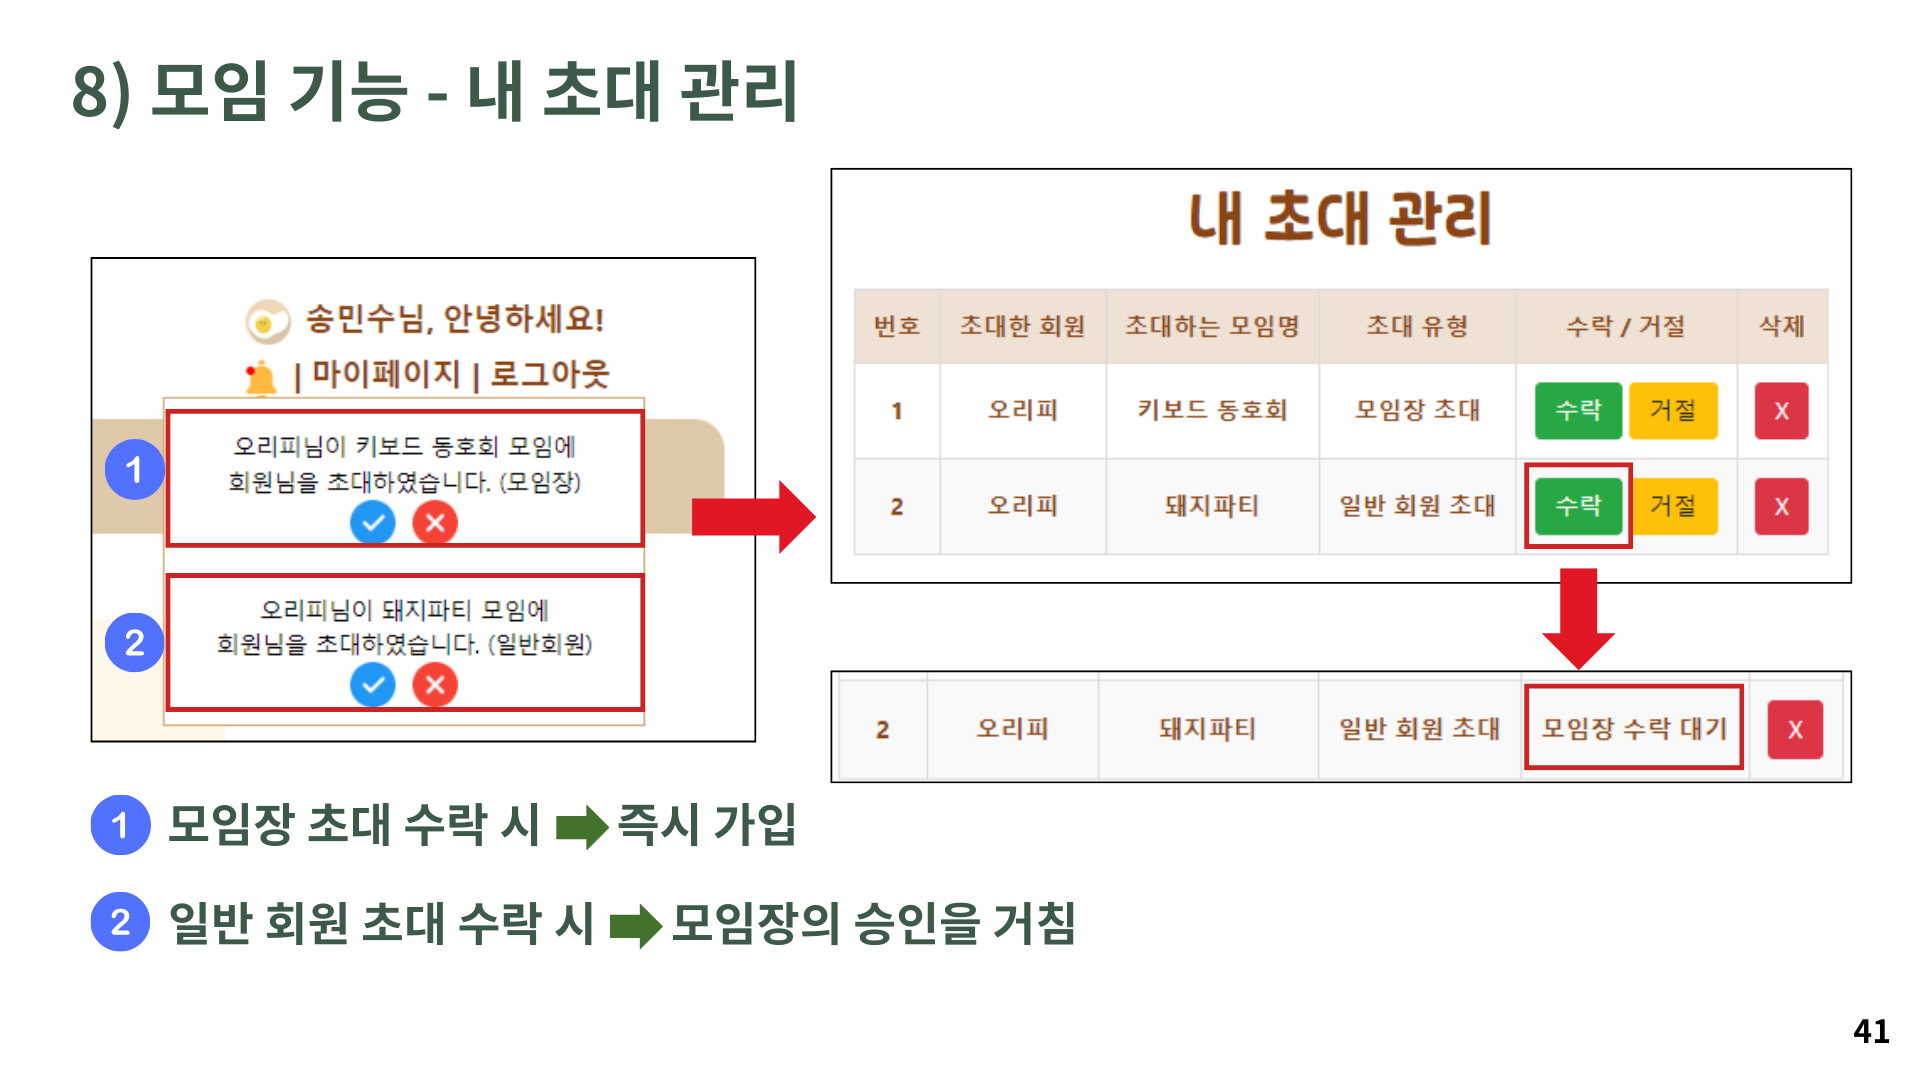 8) 모임 기능 - 내 초대 관리
송민수님, 안녕하세요!
| 마이페이지 | 로그아웃
1
오리피님이 키보드 동호회 모임에
회원님을 초대하였습니다. (모임장)
2
오리피님이 돼지파티 모임에
회원님을 초대하였습니다. (일반회원)
내 초대 관리
번호 초대한 회원 초대하는 모임명 초대 유형 수락 / 거절 삭제
1 오리피 키보드 동호회 모임장 초대 수락 거절 X
2 오리피 돼지파티 일반 회원 초대 수락 거절 X
2 오리피 돼지파티 일반 회원 초대 모임장 수락 대기 X
1 모임장 초대 수락 시 즉시 가입
2 일반 회원 초대 수락 시 모임장의 승인을 거침
41